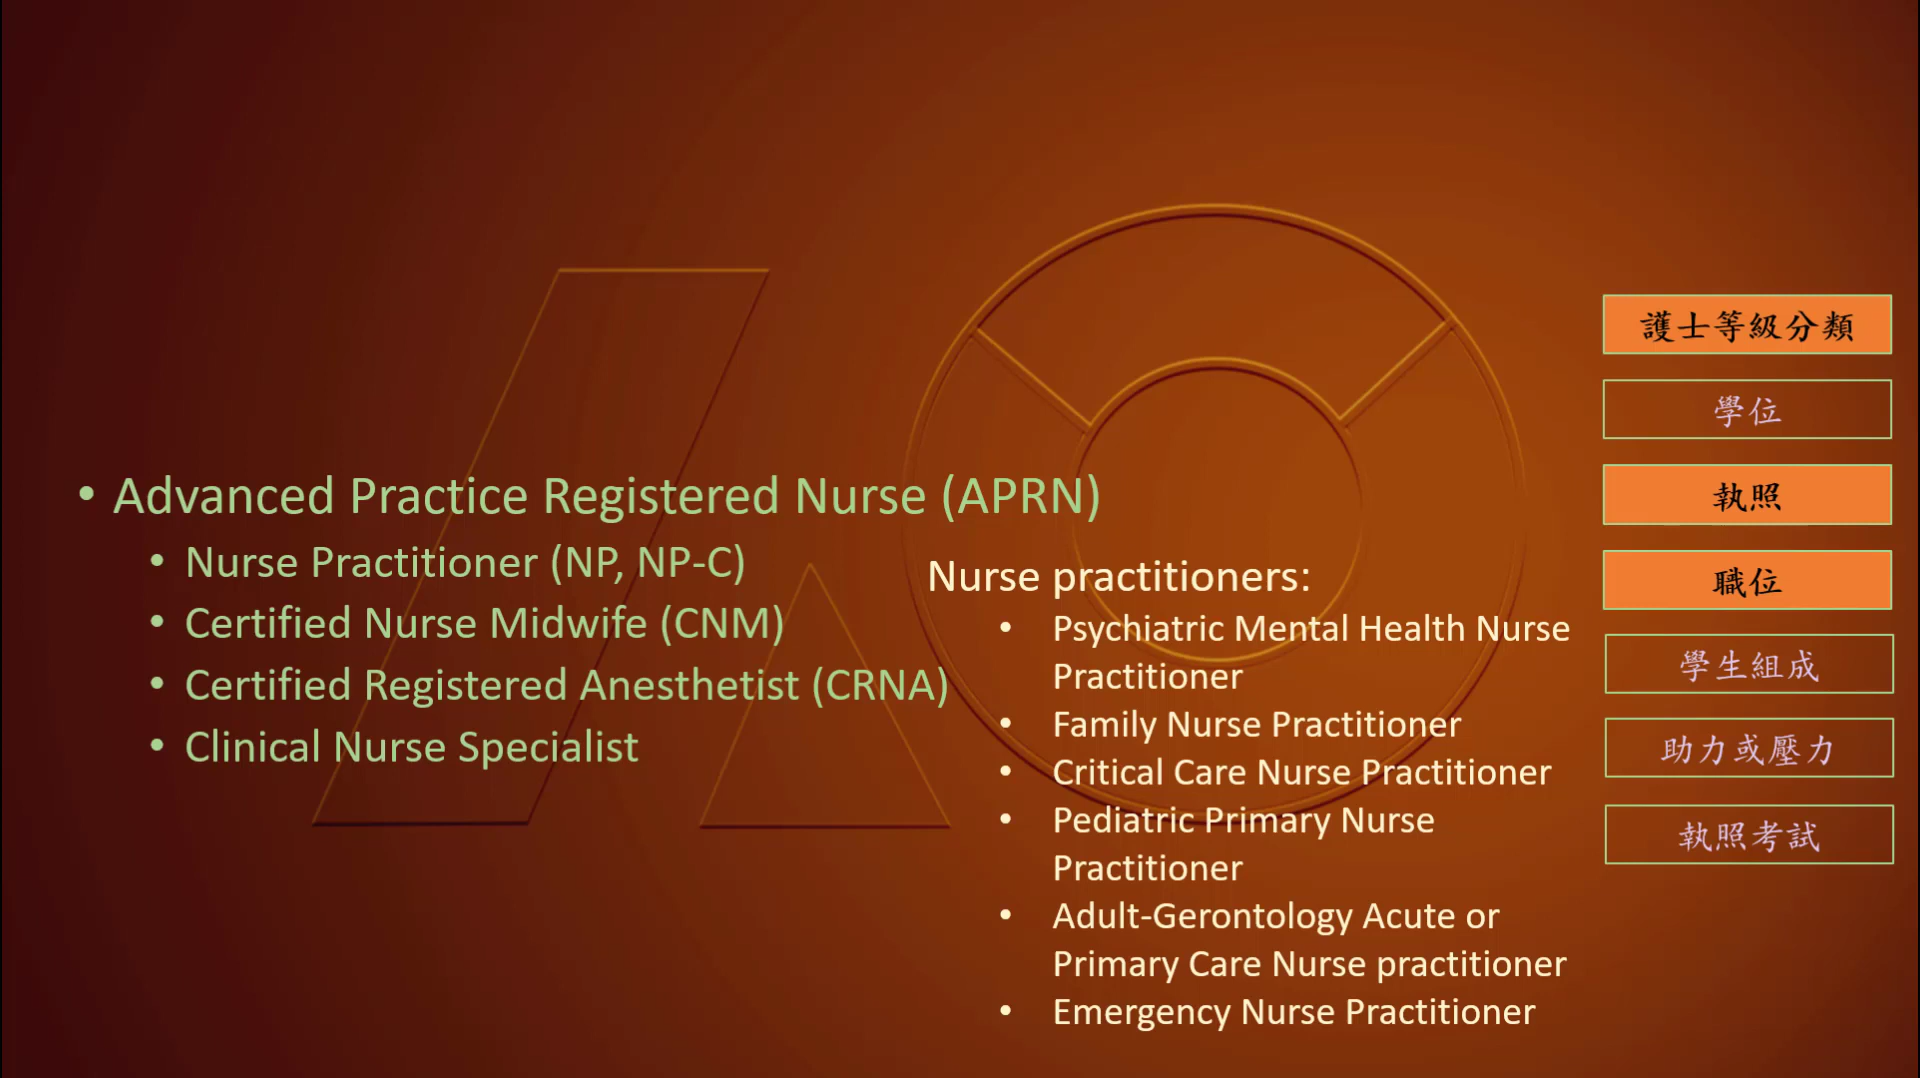 • Advanced Practice Registered Nurse (APRN)
• Nurse Practitioner (NP, NP-C)
• Certified Nurse Midwife (CNM)
• Certified Registered Anesthetist (CRNA)
• Clinical Nurse Specialist
Nurse practitioners:
• Psychiatric Mental Health Nurse
Practitioner
• Family Nurse Practitioner
• Critical Care Nurse Practitioner
• Pediatric Primary Nurse
Practitioner
• Adult-Gerontology Acute or
Primary Care Nurse practitioner
• Emergency Nurse Practitioner
護士等級分類
學位
執照
職位
學生組成
助力或壓力
執照考試